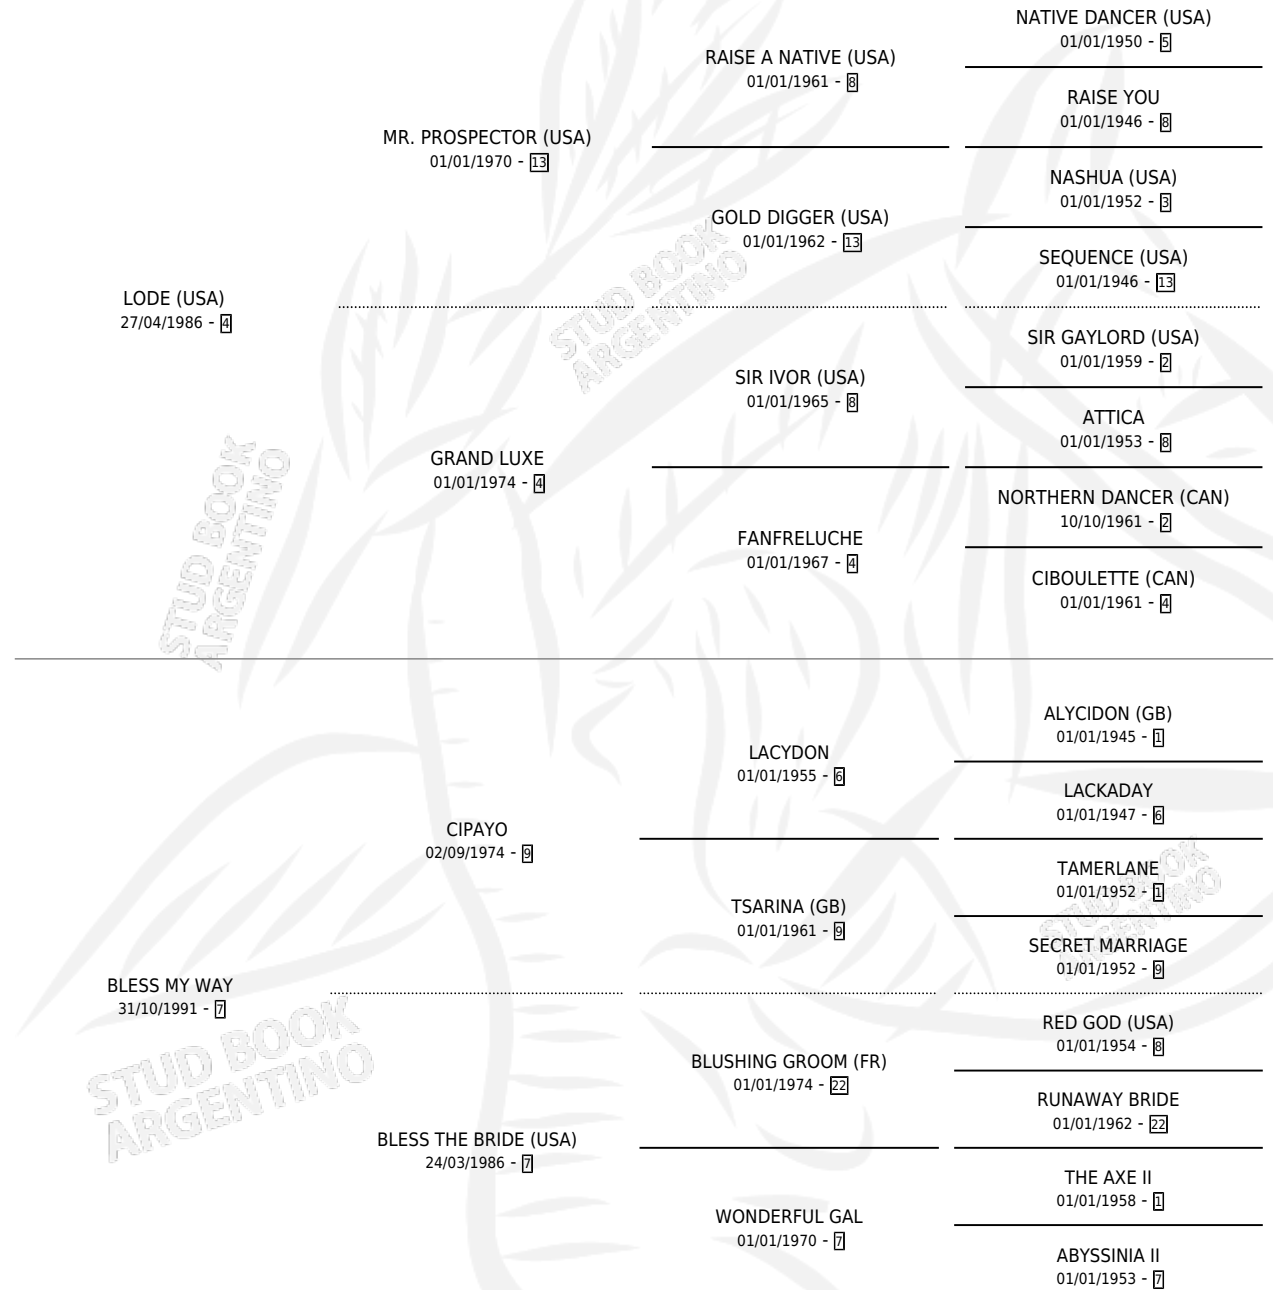 NATIVE DANCER (USA)
01/01/1950 - 5
RAISE A NATIVE (USA)
01/01/1961 - 8
RAISE YOU
01/01/1946 - 8
MR. PROSPECTOR (USA)
01/01/1970 - 13
NASHUA (USA)
01/01/1952 - 3
GOLD DIGGER (USA)
01/01/1962 - 13
SEQUENCE (USA)
01/01/1946 - 13
LODE (USA)
27/04/1986 - 4
STUD BOOK
ARGENTINO
SIR GAYLORD (USA)
01/01/1959 - 2
SIR IVOR (USA)
01/01/1965 - 8
ATTICA
01/01/1953 - 8
GRAND LUXE
01/01/1974 - 4
NORTHERN DANCER (CAN)
10/10/1961 - 2
FANFRELUCHE
01/01/1967 - 4
CIBOULETTE (CAN)
01/01/1961 - 4
STUD BOOK
ARGENTINO
ALYCIDON (GB)
01/01/1945 - 1
LACYDON
01/01/1955 - 6
LACKADAY
01/01/1947 - 6
CIPAYO
02/09/1974 - 9
TAMERLANE
01/01/1952 - 1
TSARINA (GB)
01/01/1961 - 9
STUD BOOK
ARGENTINO
SECRET MARRIAGE
01/01/1952 - 9
BLESS MY WAY
31/10/1991 - 7
RED GOD (USA)
01/01/1954 - 8
BLUSHING GROOM (FR)
01/01/1974 - 22
STUD BOOK
ARGENTINO
RUNAWAY BRIDE
01/01/1962 - 22
BLESS THE BRIDE (USA)
24/03/1986 - 7
THE AXE II
01/01/1958 - 1
WONDERFUL GAL
01/01/1970 - 7
ABYSSINIA II
01/01/1953 - 7